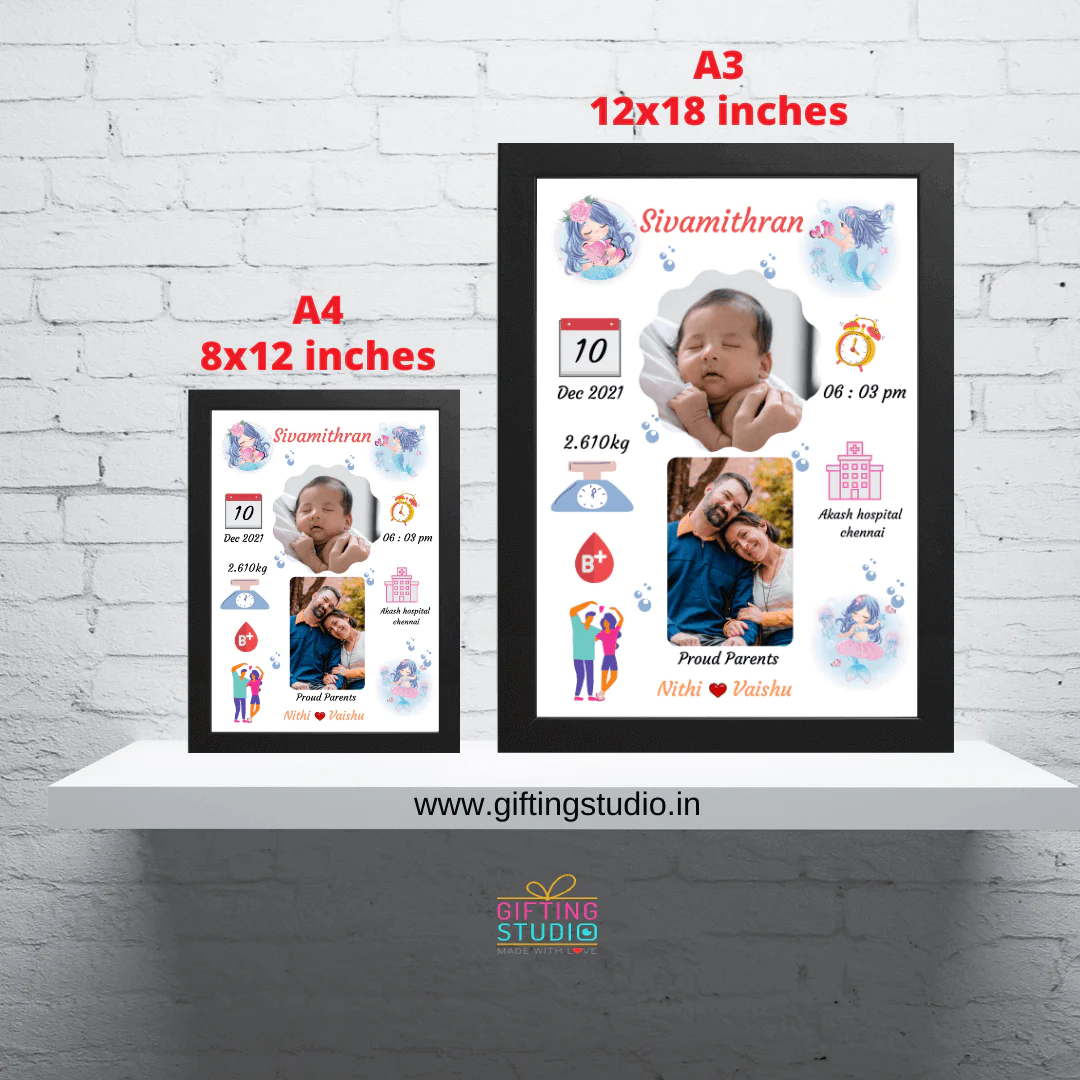 A3
12x18 inches
A4
8x12 inches
Sivamithran
10
Dec 2021
06 : 03 pm
2.610kg
Akash hospital
chennai
B+
Proud Parents
Nithi ❤ Vaishu
Sivamithran
10
Dec 2021
06 : 03 pm
2.610kg
Akash hospital
chennai
B+
Proud Parents
Nithi ❤ Vaishu
www.giftingstudio.in
GIFTING
STUDIO
MADE WITH LOVE